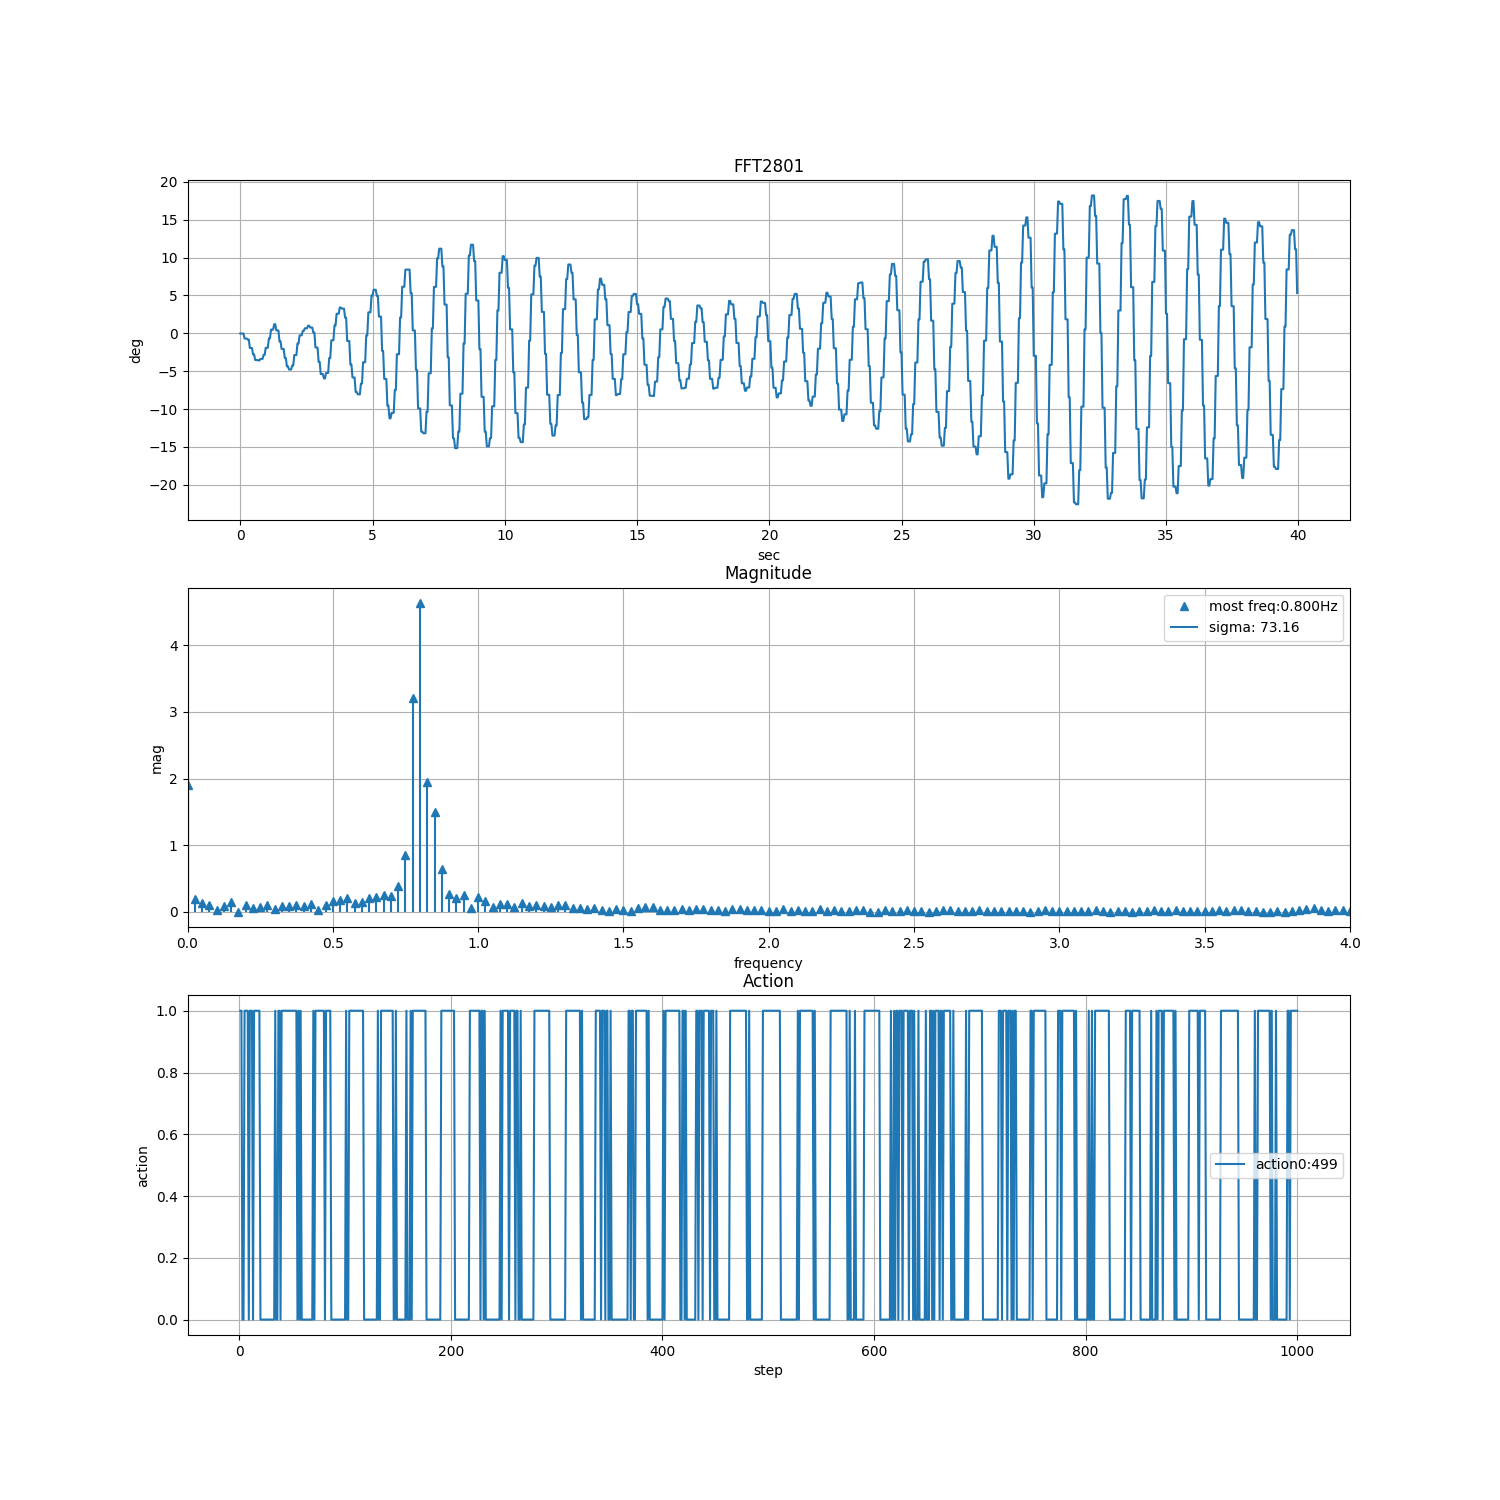 FFT2801
20
15
10
5
0
−5
−10
−15
−20
deg
0 5 10 15 20 25 30 35 40
sec
Magnitude
most freq:0.800Hz
sigma: 73.16
4
3
2
1
0
mag
0.0 0.5 1.0 1.5 2.0 2.5 3.0 3.5 4.0
frequency
Action
1.0
0.8
0.6
0.4
0.2
0.0
action
action0:499
0 200 400 600 800 1000
step